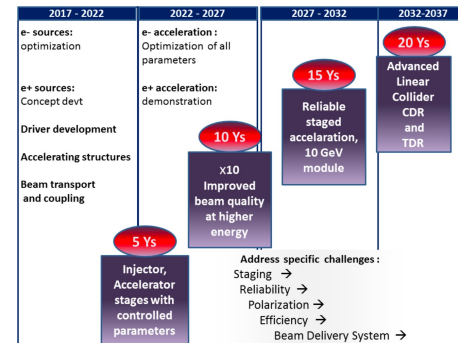 2017 - 2022
2022 - 2027
2027 - 2032
2032-2037
e- sources:
optimization
e+ sources:
Concept devt
Driver development
Accelerating structures
Beam transport
and coupling
e- acceleration :
Optimization of all
parameters
e+ acceleration:
demonstration
5 Ys
Injector,
Accelerator
stages with
controlled
parameters
10 Ys
x10
Improved
beam quality
at higher
energy
15 Ys
Reliable
staged
accelaration,
10 GeV
module
20 Ys
Advanced
Linear
Collider
CDR
and
TDR
Address specific challenges :
Staging →
Reliability →
Polarization →
Efficiency →
Beam Delivery System →